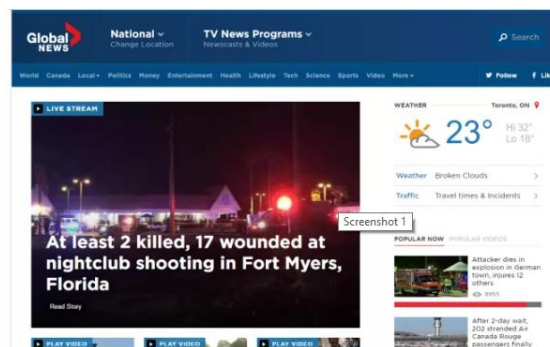 Global
NEWS
National
Change Location
TV News Programs
Newscasts & Videos
Search
World Canada Local Politics Money Entertainment Health Lifestyle Tech Science Sports Video More
Follow
Lik
LIVE STREAM
At least 2 killed, 17 wounded at
nightclub shooting in Fort Myers,
Florida
Read Story
Screenshot 1
WEATHER Toronto, ON
23° Hi 32°
Lo 18°
Weather Broken Clouds
Traffic Travel times & Incidents
POPULAR NOW POPULAR VIDEOS
Attacker dies in
explosion in German
town, injures 12
others
After 2-day wait,
202 stranded Air
Canada Rouge
passengers finally
PLAY VIDEO
PLAY VIDEO
PLAY VIDEO